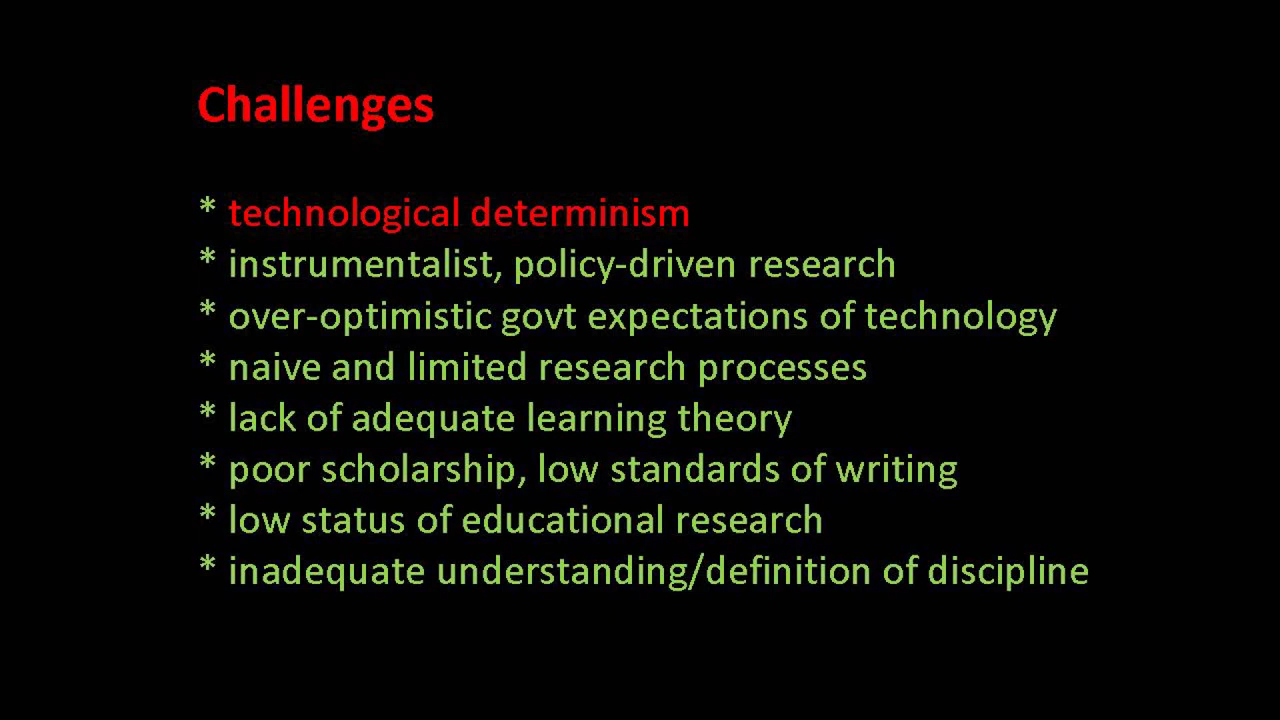 Challenges
* technological determinism
* instrumentalist, policy-driven research
* over-optimistic govt expectations of technology
* naive and limited research processes
* lack of adequate learning theory
* poor scholarship, low standards of writing
* low status of educational research
* inadequate understanding/definition of discipline